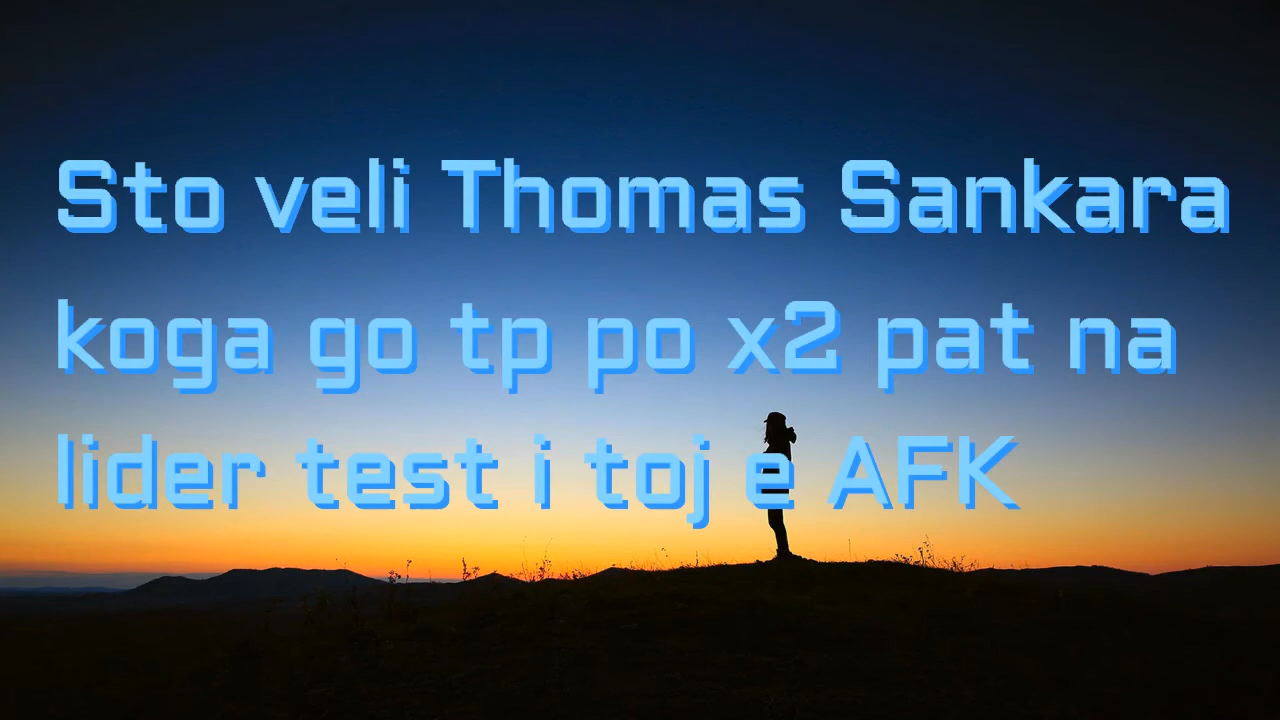 Sto veli Thomas Sankara
koga go tp po x2 pat na
lider test i toj e AFK